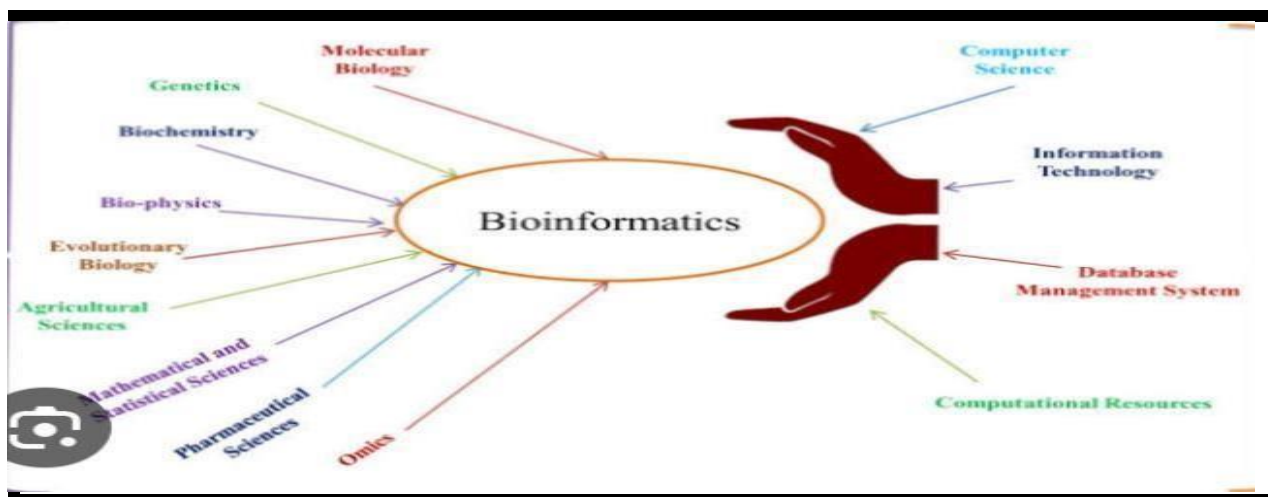 Molecular
Biology
Genetics
Biochemistry
Bio-physics
Evolutionary
Biology
Agricultural
Sciences
Mathematical and
Statistical Sciences
Pharmaceutical
Sciences
Omics
Bioinformatics
Computer
Science
Information
Technology
Database
Management System
Computational Resources